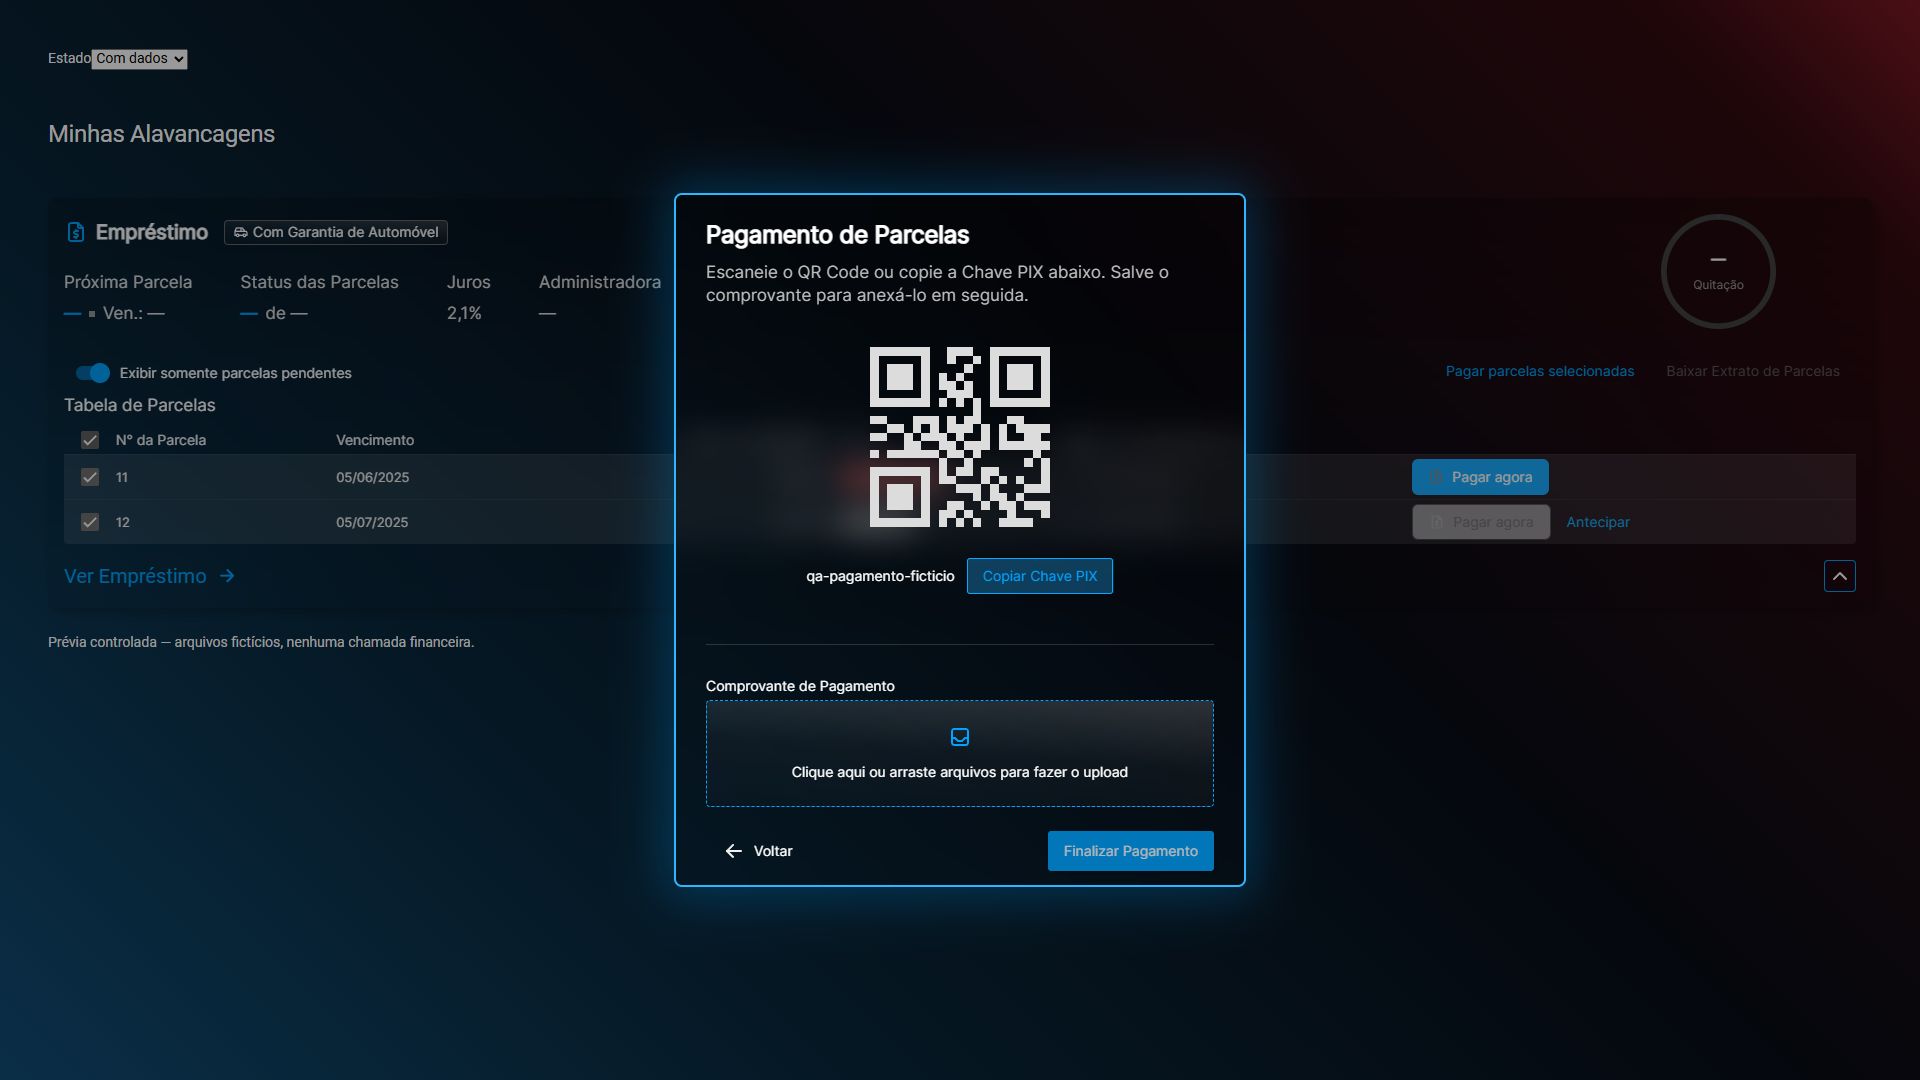 Estado Com dados
Minhas Alavancagens
Empréstimo Com Garantia de Automóvel
Próxima Parcela Status das Parcelas Juros Administradora
— Ven.: — — de — 2,1% —
— 
Quitação
Exibir somente parcelas pendentes
Pagar parcelas selecionadas Baixar Extrato de Parcelas
Tabela de Parcelas
Nº da Parcela Vencimento
11 05/06/2025 Pagar agora
12 05/07/2025 Pagar agora Antecipar
Ver Empréstimo
Prévia controlada — arquivos fictícios, nenhuma chamada financeira.
Pagamento de Parcelas
Escaneie o QR Code ou copie a Chave PIX abaixo. Salve o
comprovante para anexá-lo em seguida.
qa-pagamento-ficticio Copiar Chave PIX
Comprovante de Pagamento
Clique aqui ou arraste arquivos para fazer o upload
Voltar Finalizar Pagamento